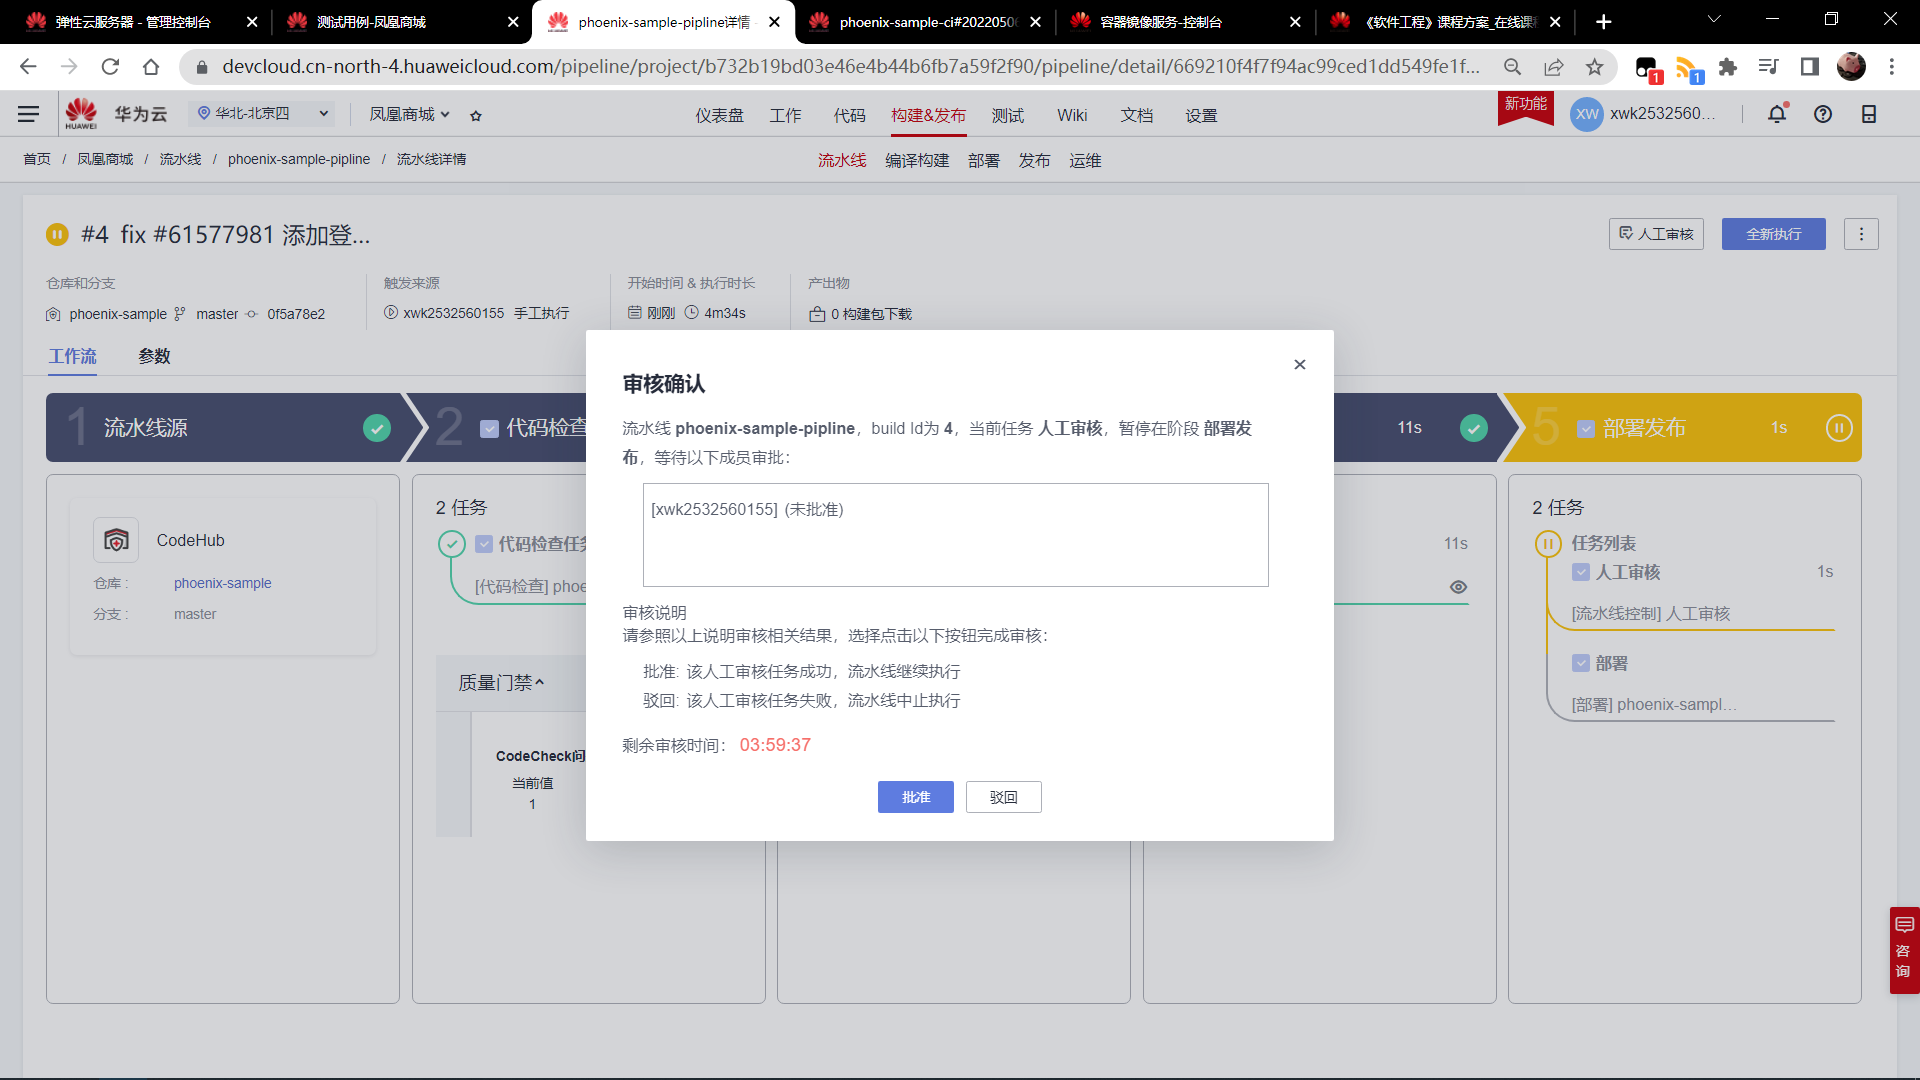 弹性云服务器 - 管理控制台
测试用例-凤凰商城
phoenix-sample-pipline详情
phoenix-sample-ci#2022050
容器镜像服务-控制台
《软件工程》课程方案_在线课
devcloud.cn-north-4.huaweicloud.com/pipeline/project/b732b19bd03e46e4b44b6fb7a59f2f90/pipeline/detail/669210f4f7f94ac99ced1dd549fe1f...
1
1
HUAWEI
华为云
华北-北京四
凤凰商城
仪表盘
工作
代码
构建&发布
测试
Wiki
文档
设置
新功能
XW
xwk2532560...
首页 / 凤凰商城 / 流水线 / phoenix-sample-pipline / 流水线详情
流水线
编译构建
部署
发布
运维
#4 fix #61577981 添加登...
人工审核
全新执行
仓库和分支
phoenix-sample master 0f5a78e2
触发来源
xwk2532560155 手工执行
开始时间 & 执行时长
刚刚 4m34s
产出物
0 构建包下载
工作流
参数
1 流水线源
2 代码检查
11s
5 部署发布 1s
CodeHub
仓库 : phoenix-sample
分支 : master
2 任务
代码检查任务
[代码检查] phoe
质量门禁
CodeCheck问
当前值
1
审核确认
流水线 phoenix-sample-pipline，build Id为 4，当前任务 人工审核，暂停在阶段 部署发
布，等待以下成员审批：
[xwk2532560155] (未批准)
审核说明
请参照以上说明审核相关结果，选择点击以下按钮完成审核：
批准: 该人工审核任务成功，流水线继续执行
驳回: 该人工审核任务失败，流水线中止执行
剩余审核时间： 03:59:37
批准
驳回
11s
2 任务
任务列表
人工审核 1s
[流水线控制] 人工审核
部署
[部署] phoenix-sampl...
咨
询